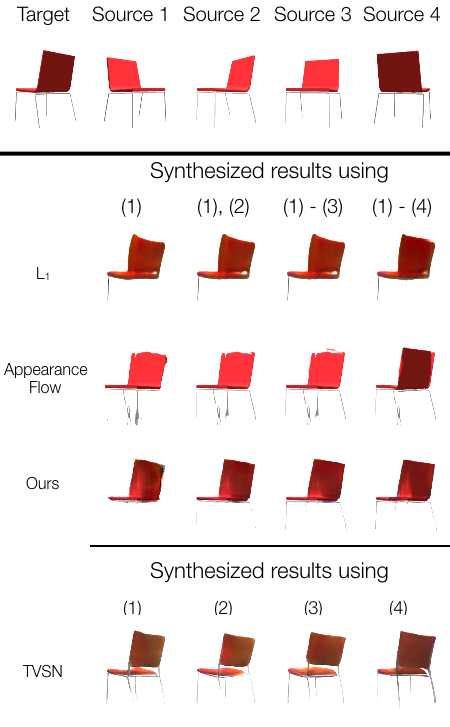 Target Source 1 Source 2 Source 3 Source 4
Synthesized results using
(1) (1), (2) (1) - (3) (1) - (4)
L₁
Appearance
Flow
Ours
Synthesized results using
(1) (2) (3) (4)
TVSN